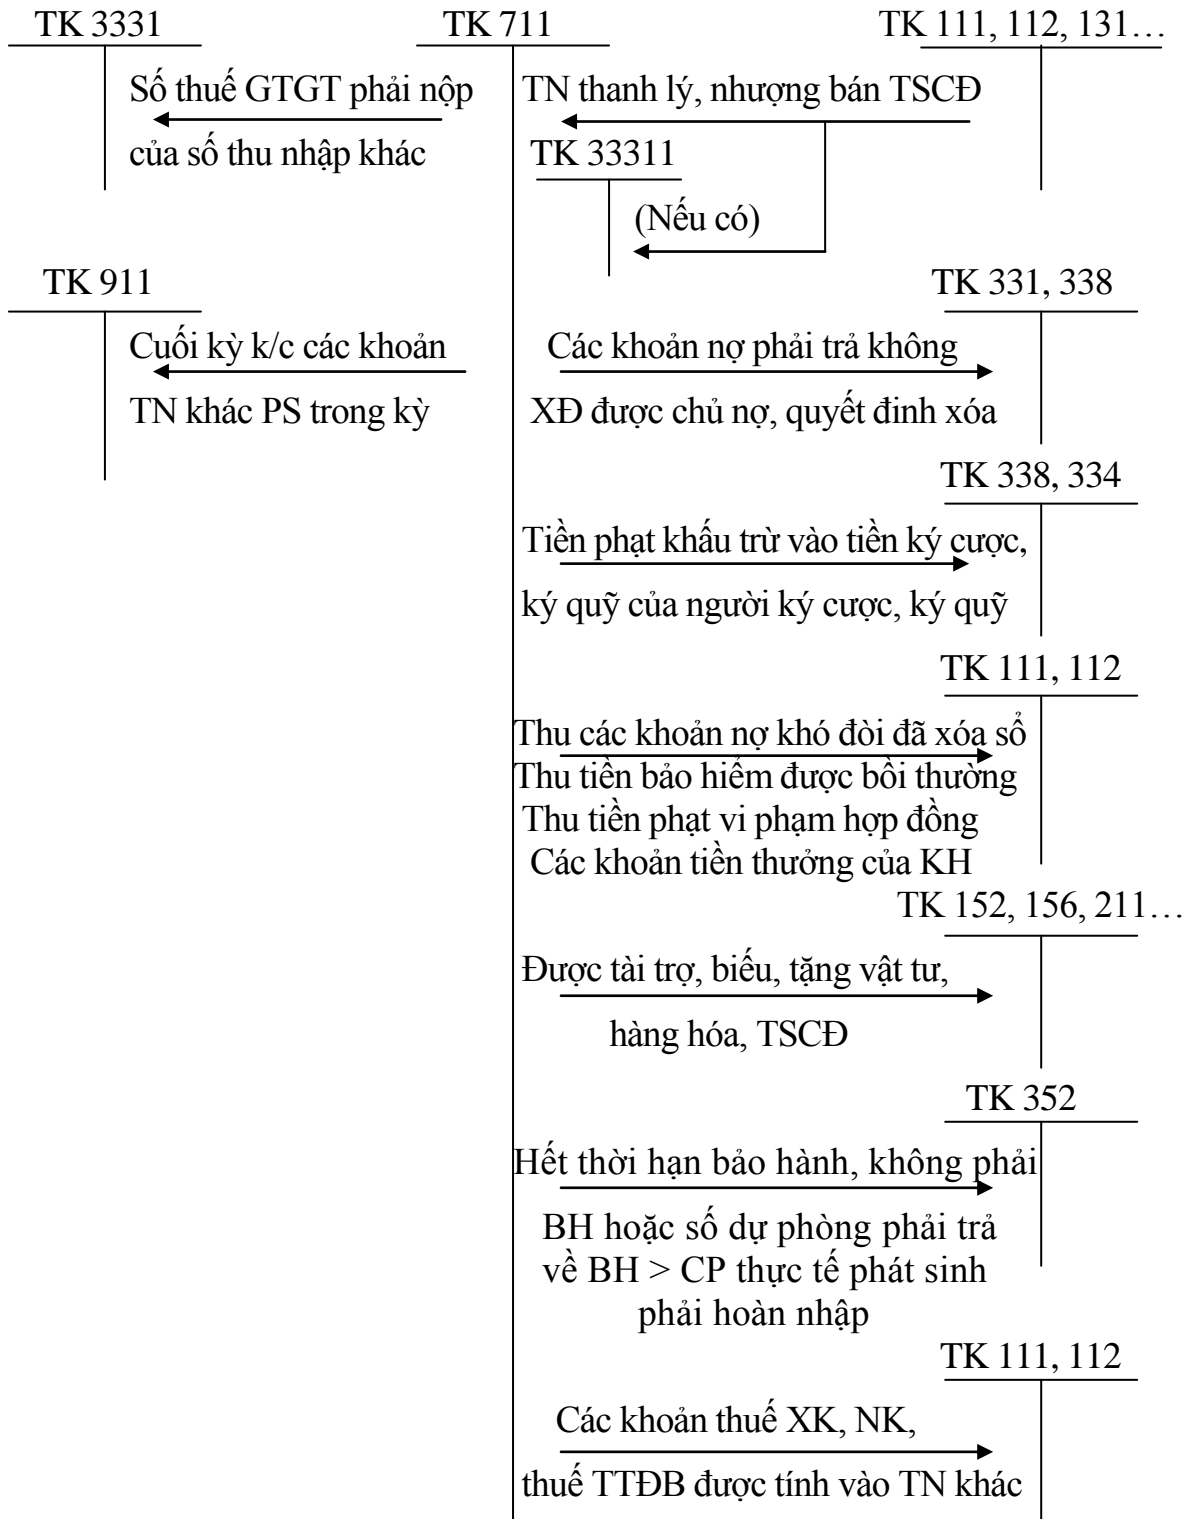 TK 3331
TK 711
TK 111, 112, 131…
Số thuế GTGT phải nộp
của số thu nhập khác
TN thanh lý, nhượng bán TSCĐ
TK 33311
(Nếu có)
TK 911
TK 331, 338
Cuối kỳ k/c các khoản
TN khác PS trong kỳ
Các khoản nợ phải trả không
XĐ được chủ nợ, quyết đinh xóa
TK 338, 334
Tiền phạt khấu trừ vào tiền ký cược,
ký quỹ của người ký cược, ký quỹ
TK 111, 112
Thu các khoản nợ khó đòi đã xóa sổ
Thu tiền bảo hiểm được bồi thường
Thu tiền phạt vi phạm hợp đồng
Các khoản tiền thưởng của KH
TK 152, 156, 211…
Được tài trợ, biếu, tặng vật tư,
hàng hóa, TSCĐ
TK 352
Hết thời hạn bảo hành, không phải
BH hoặc số dự phòng phải trả
về BH > CP thực tế phát sinh
phải hoàn nhập
TK 111, 112
Các khoản thuế XK, NK,
thuế TTĐB được tính vào TN khác